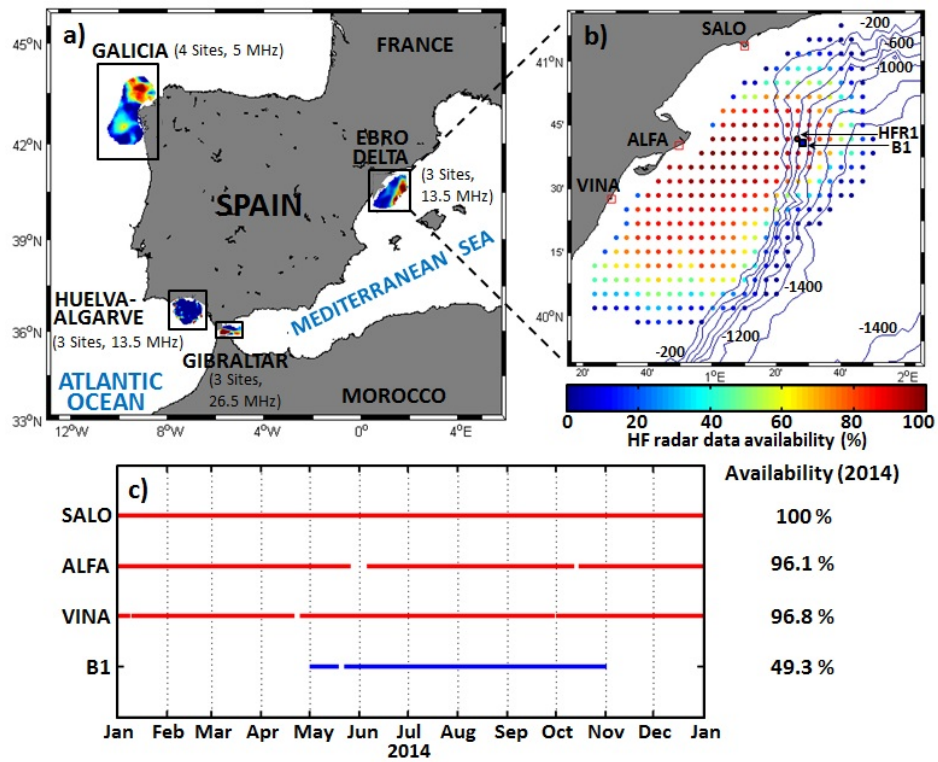 a)
GALICIA (4 Sites, 5 MHz)
FRANCE
EBRO
DELTA
(3 Sites,
13.5 MHz)
SPAIN
MEDITERRANEAN SEA
HUELVA-
ALGARVE
(3 Sites, 13.5 MHz)
GIBRALTAR
(3 Sites,
26.5 MHz)
ATLANTIC
OCEAN
MOROCCO
45°N
42°N
39°N
36°N
33°N
12°W 8°W 4°W 0° 4°E
b)
SALO
ALFA
VINA
HFR1
B1
-200
-600
-1000
-1400
-1400
-1200
-200
41°N
45'
30'
15'
40°N
20' 40' 1°E 20' 40' 2°E
0 20 40 60 80 100
HF radar data availability (%)
c)
Availability (2014)
SALO 100 %
ALFA 96.1 %
VINA 96.8 %
B1 49.3 %
Jan Feb Mar Apr May Jun Jul Aug Sep Oct Nov Dec Jan
2014